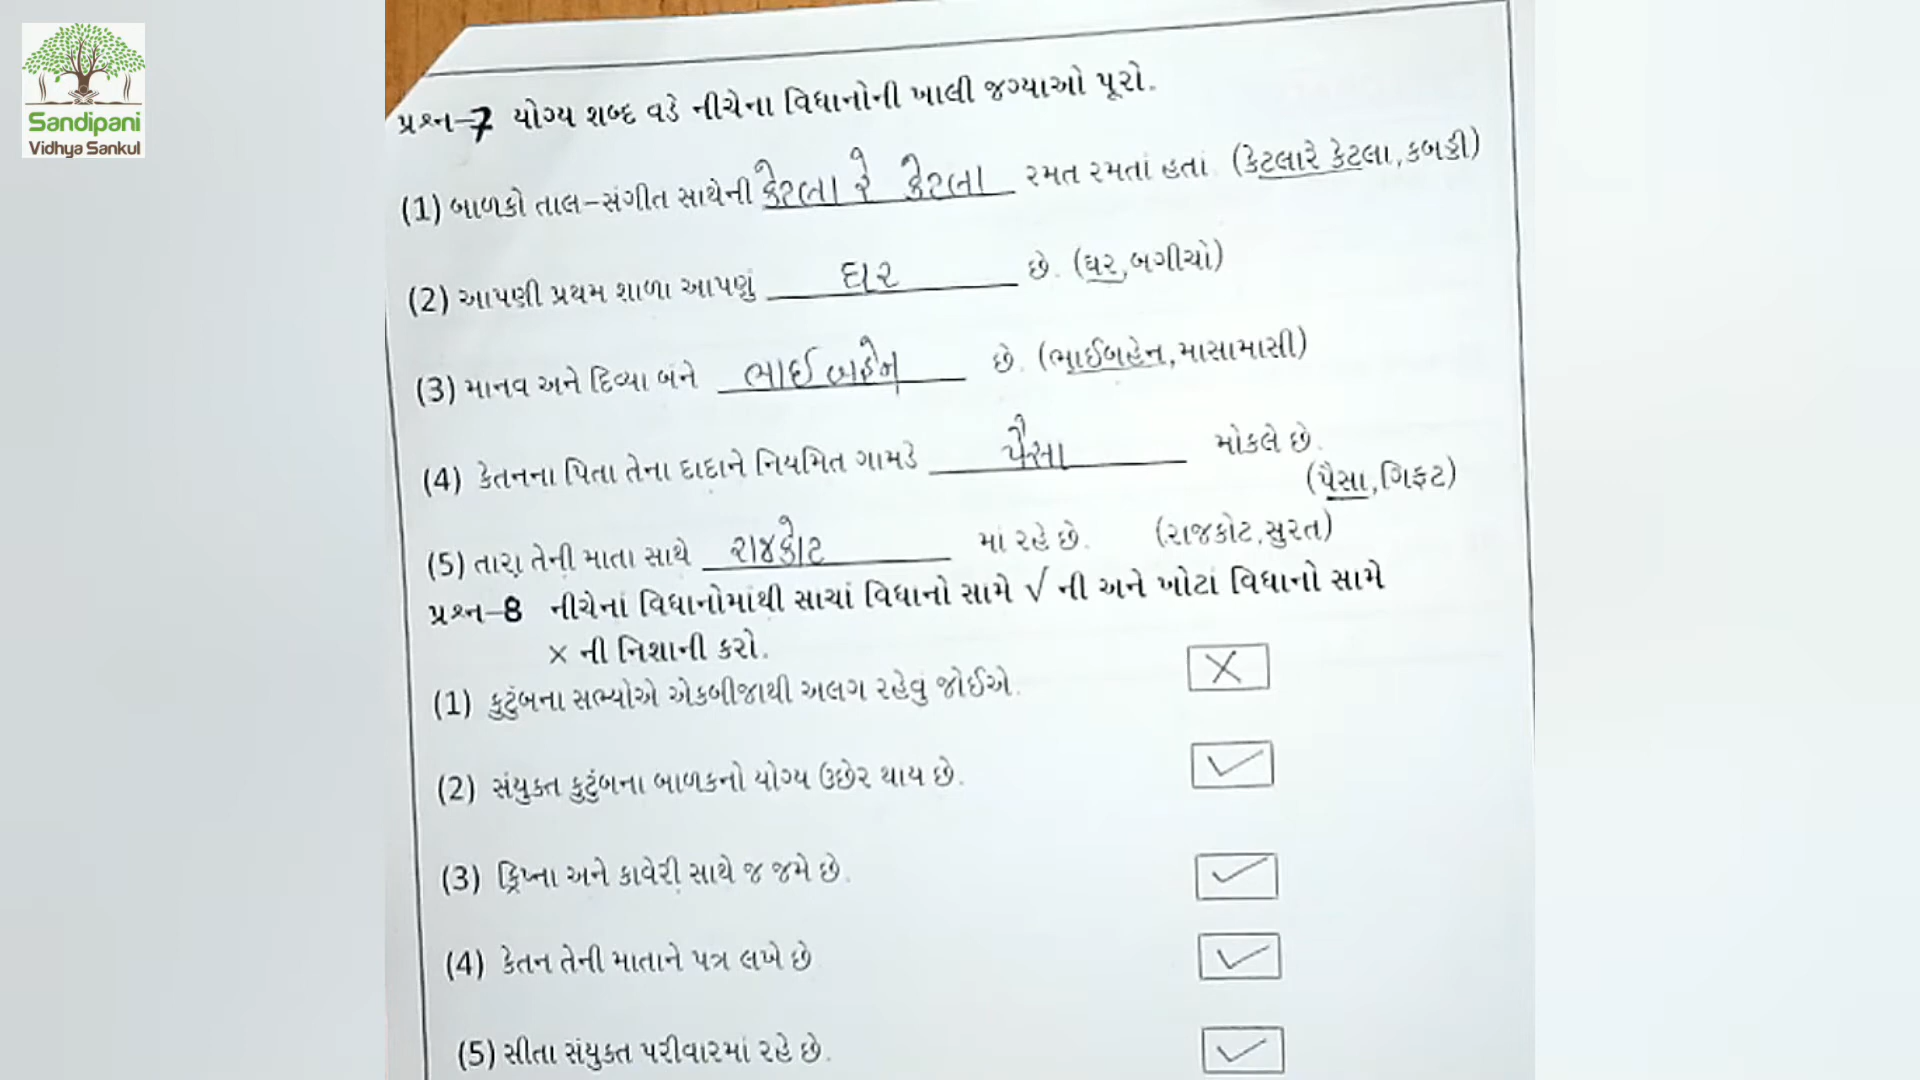 Sandipani
Vidhya Sankul
પ્રશ્ન-7 યોગ્ય શબ્દ વડે નીચેના વિધાનોની ખાલી જગ્યાઓ પૂરો.
(1) બાળકો તાલ-સંગીત સાથેની કેટલા રે કેટલા રમત રમતાં હતાં. (કેટલારે કેટલા,કબડ્ડી)
(2) આપણી પ્રથમ શાળા આપણું ઘર છે. (ઘર,બગીચો)
(3) માનવ અને દિવ્યા બંને ભાઈ બહેન છે. (ભાઈબહેન,માસામાસી)
(4) કેતનના પિતા તેના દાદાને નિયમિત ગામડે પૈસા મોકલે છે.
(પૈસા,ગિફટ)
(5) તારા તેની માતા સાથે રાજકોટ માં રહે છે. (રાજકોટ,સુરત)
પ્રશ્ન-8 નીચેનાં વિધાનોમાંથી સાચાં વિધાનો સામે √ ની અને ખોટાં વિધાનો સામે
× ની નિશાની કરો.
(1) કુટુંબના સભ્યોએ એકબીજાથી અલગ રહેવું જોઈએ. ×
(2) સંયુક્ત કુટુંબના બાળકનો યોગ્ય ઉછેર થાય છે. ✓
(3) ક્રિષ્ના અને કાવેરી સાથે જ જમે છે. ✓
(4) કેતન તેની માતાને પત્ર લખે છે ✓
(5) સીતા સંયુક્ત પરીવારમાં રહે છે. ✓